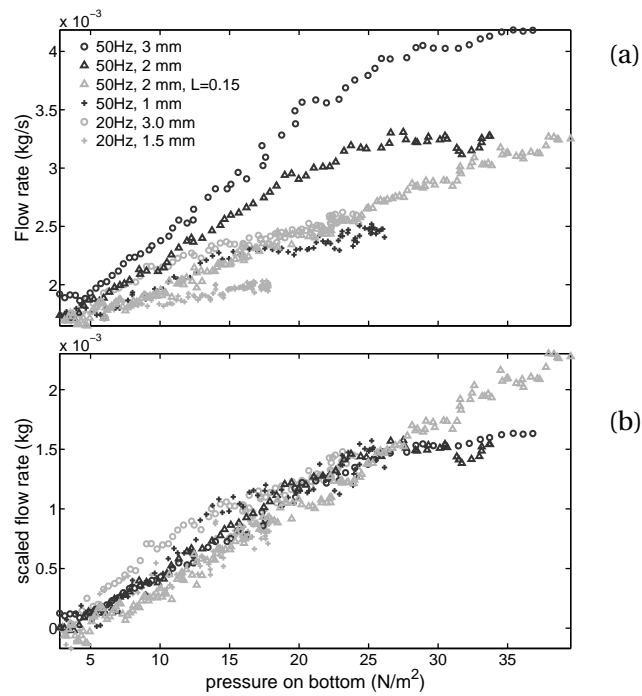 x 10⁻³
(a)
4
3.5
3
2.5
2
Flow rate (kg/s)
50Hz, 3 mm
50Hz, 2 mm
50Hz, 2 mm, L=0.15
50Hz, 1 mm
20Hz, 3.0 mm
20Hz, 1.5 mm
x 10⁻³
(b)
2
1.5
1
0.5
0
scaled flow rate (kg)
5 10 15 20 25 30 35
pressure on bottom (N/m²)